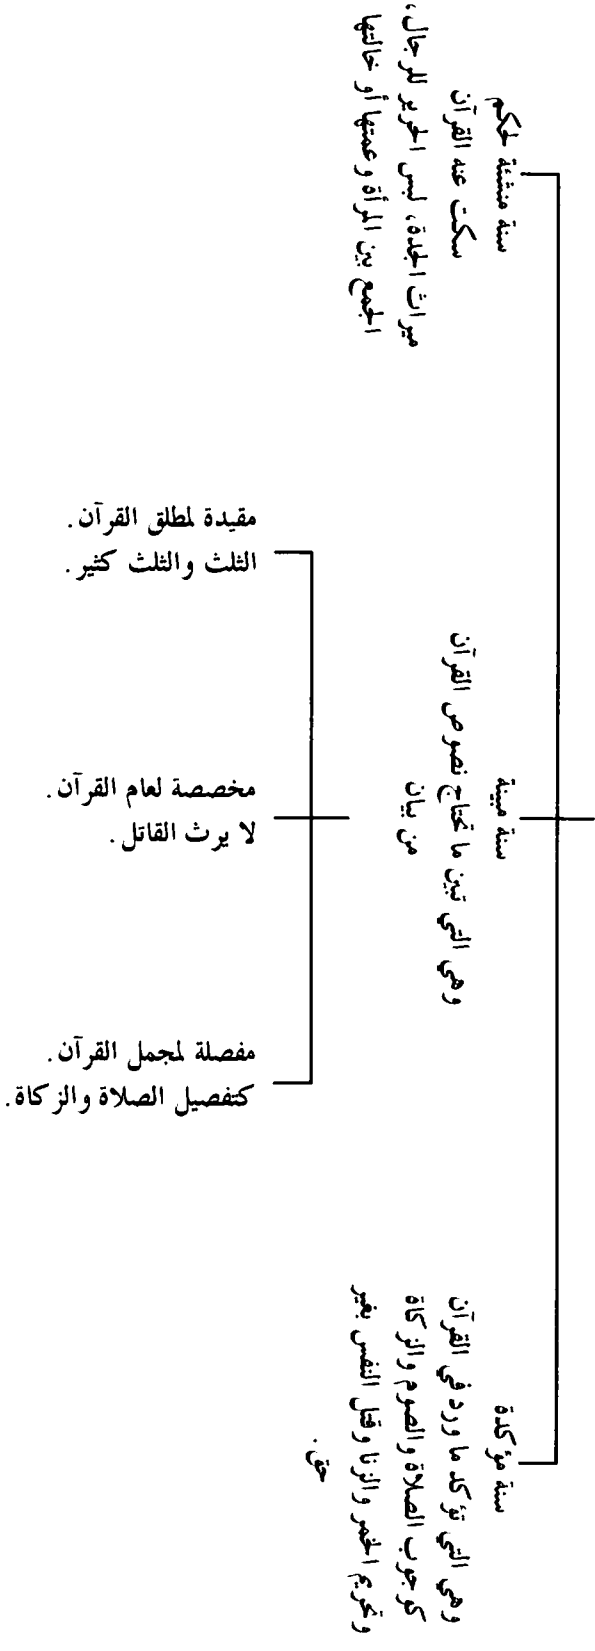 سنة مؤكدة
وهي التي تؤكد ما ورد في القرآن
كوجوب الصلاة والصوم والزكاة
وتحريم الخمر والزنا وقتل النفس بغير
حق.
سنة مبينة
وهي التي تبين ما تحتاج نصوص القرآن
من بيان
مفصلة لمجمل القرآن.
كتفصيل الصلاة والزكاة.
مخصصة لعام القرآن.
لا يرث القاتل.
مقيدة لمطلق القرآن.
الثلث والثلث كثير.
سنة منشئة لحكم
سكت عنه القرآن
ميراث الجدة، لبس الحرير للرجال،
الجمع بين المرأة وعمتها أو خالتها